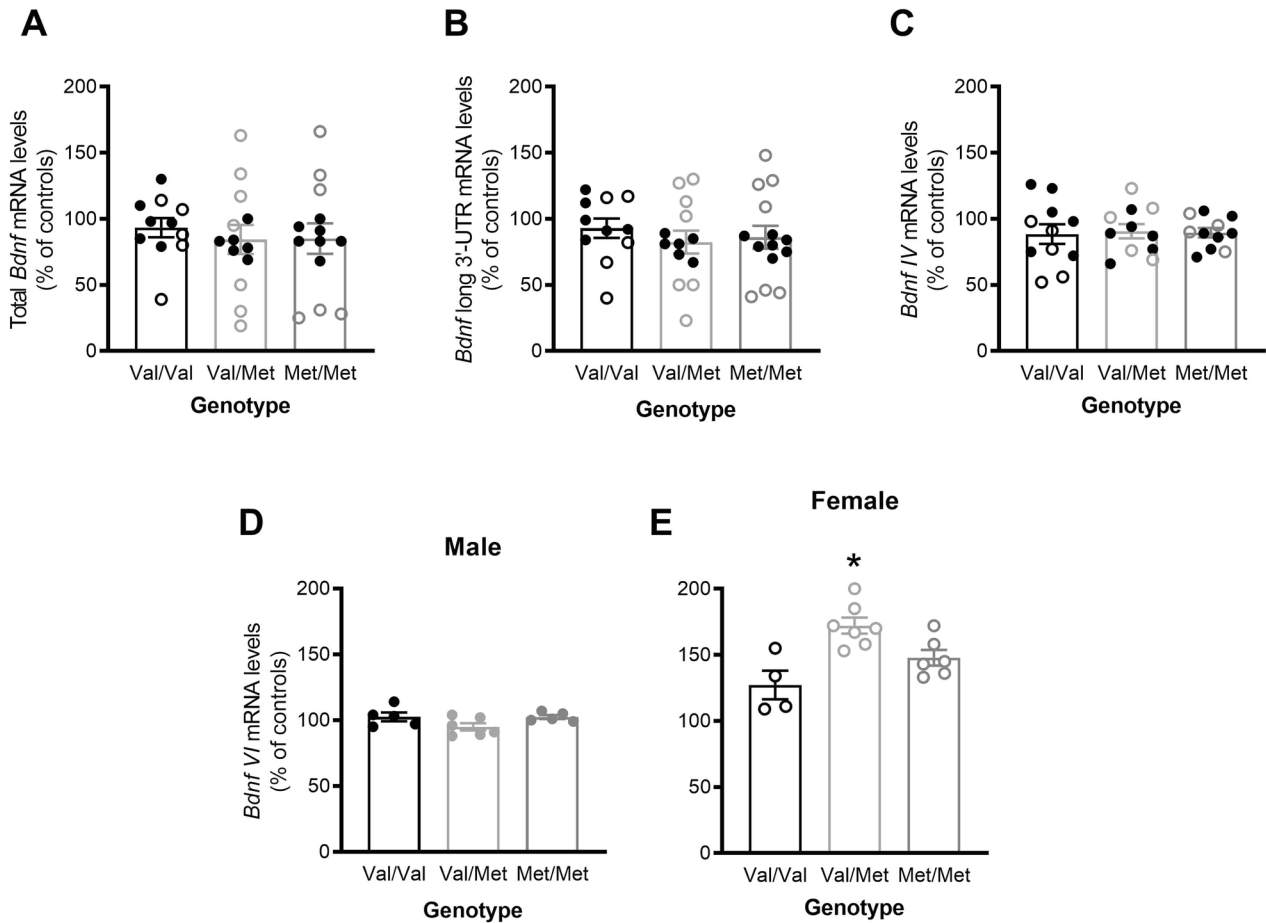 A
Total Bdnf mRNA levels
(% of controls)
200
150
100
50
0
Val/Val Val/Met Met/Met
Genotype
B
Bdnf long 3'-UTR mRNA levels
(% of controls)
200
150
100
50
0
Val/Val Val/Met Met/Met
Genotype
C
Bdnf IV mRNA levels
(% of controls)
200
150
100
50
0
Val/Val Val/Met Met/Met
Genotype
D
Male
Bdnf VI mRNA levels
(% of controls)
200
150
100
50
0
Val/Val Val/Met Met/Met
Genotype
E
Female
*
200
150
100
50
0
Val/Val Val/Met Met/Met
Genotype